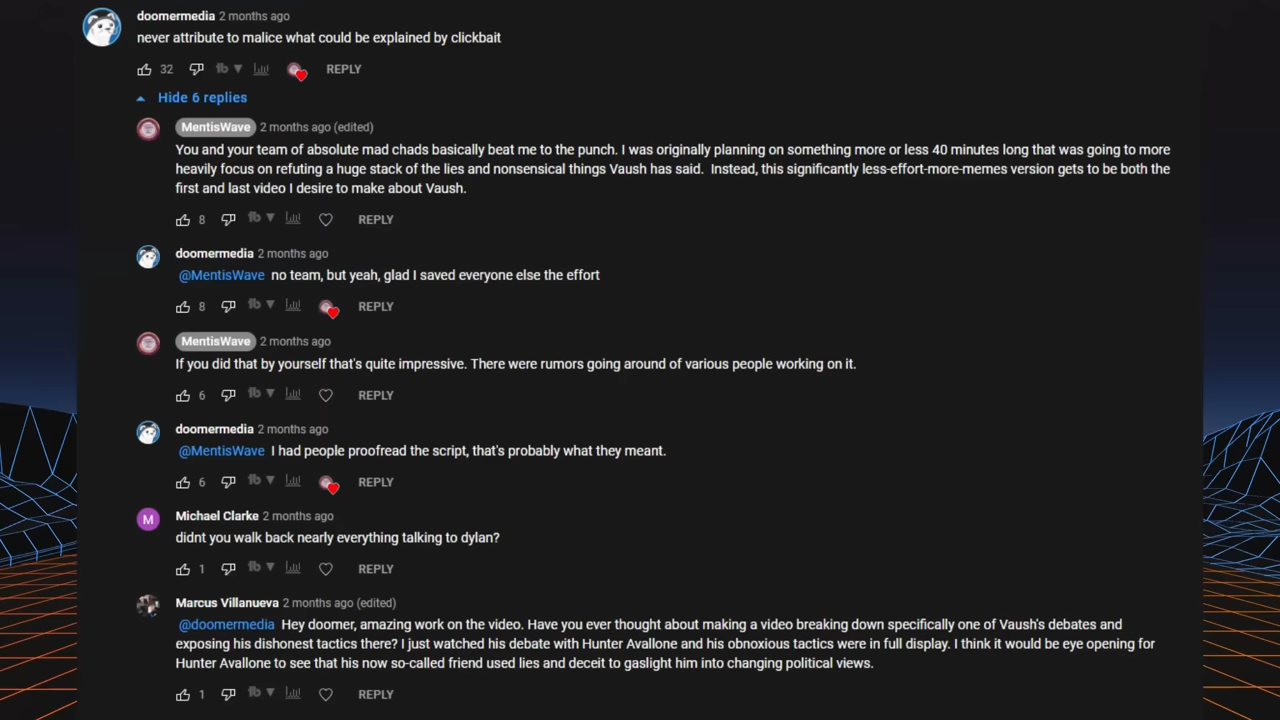 doomermedia 2 months ago
never attribute to malice what could be explained by clickbait
32 REPLY
Hide 6 replies
MentisWave 2 months ago (edited)
You and your team of absolute mad chads basically beat me to the punch. I was originally planning on something more or less 40 minutes long that was going to more
heavily focus on refuting a huge stack of the lies and nonsensical things Vaush has said. Instead, this significantly less-effort-more-memes version gets to be both the
first and last video I desire to make about Vaush.
8 REPLY
doomermedia 2 months ago
@MentisWave no team, but yeah, glad I saved everyone else the effort
8 REPLY
MentisWave 2 months ago
If you did that by yourself that's quite impressive. There were rumors going around of various people working on it.
6 REPLY
doomermedia 2 months ago
@MentisWave I had people proofread the script, that's probably what they meant.
6 REPLY
M
Michael Clarke 2 months ago
didnt you walk back nearly everything talking to dylan?
1 REPLY
Marcus Villanueva 2 months ago (edited)
@doomermedia Hey doomer, amazing work on the video. Have you ever thought about making a video breaking down specifically one of Vaush's debates and
exposing his dishonest tactics there? I just watched his debate with Hunter Avallone and his obnoxious tactics were in full display. I think it would be eye opening for
Hunter Avallone to see that his now so-called friend used lies and deceit to gaslight him into changing political views.
1 REPLY